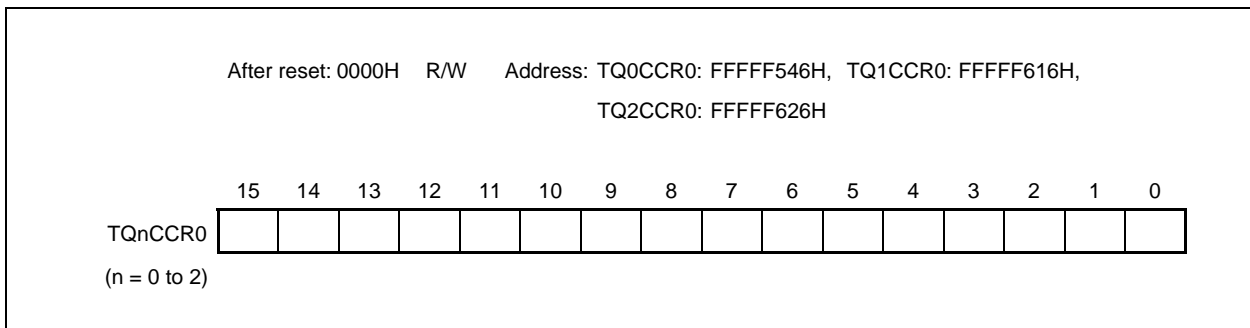 After reset: 0000H R/W Address: TQ0CCR0: FFFFF546H, TQ1CCR0: FFFFF616H,
TQ2CCR0: FFFFF626H
15 14 13 12 11 10 9 8 7 6 5 4 3 2 1 0
TQnCCR0
(n = 0 to 2)